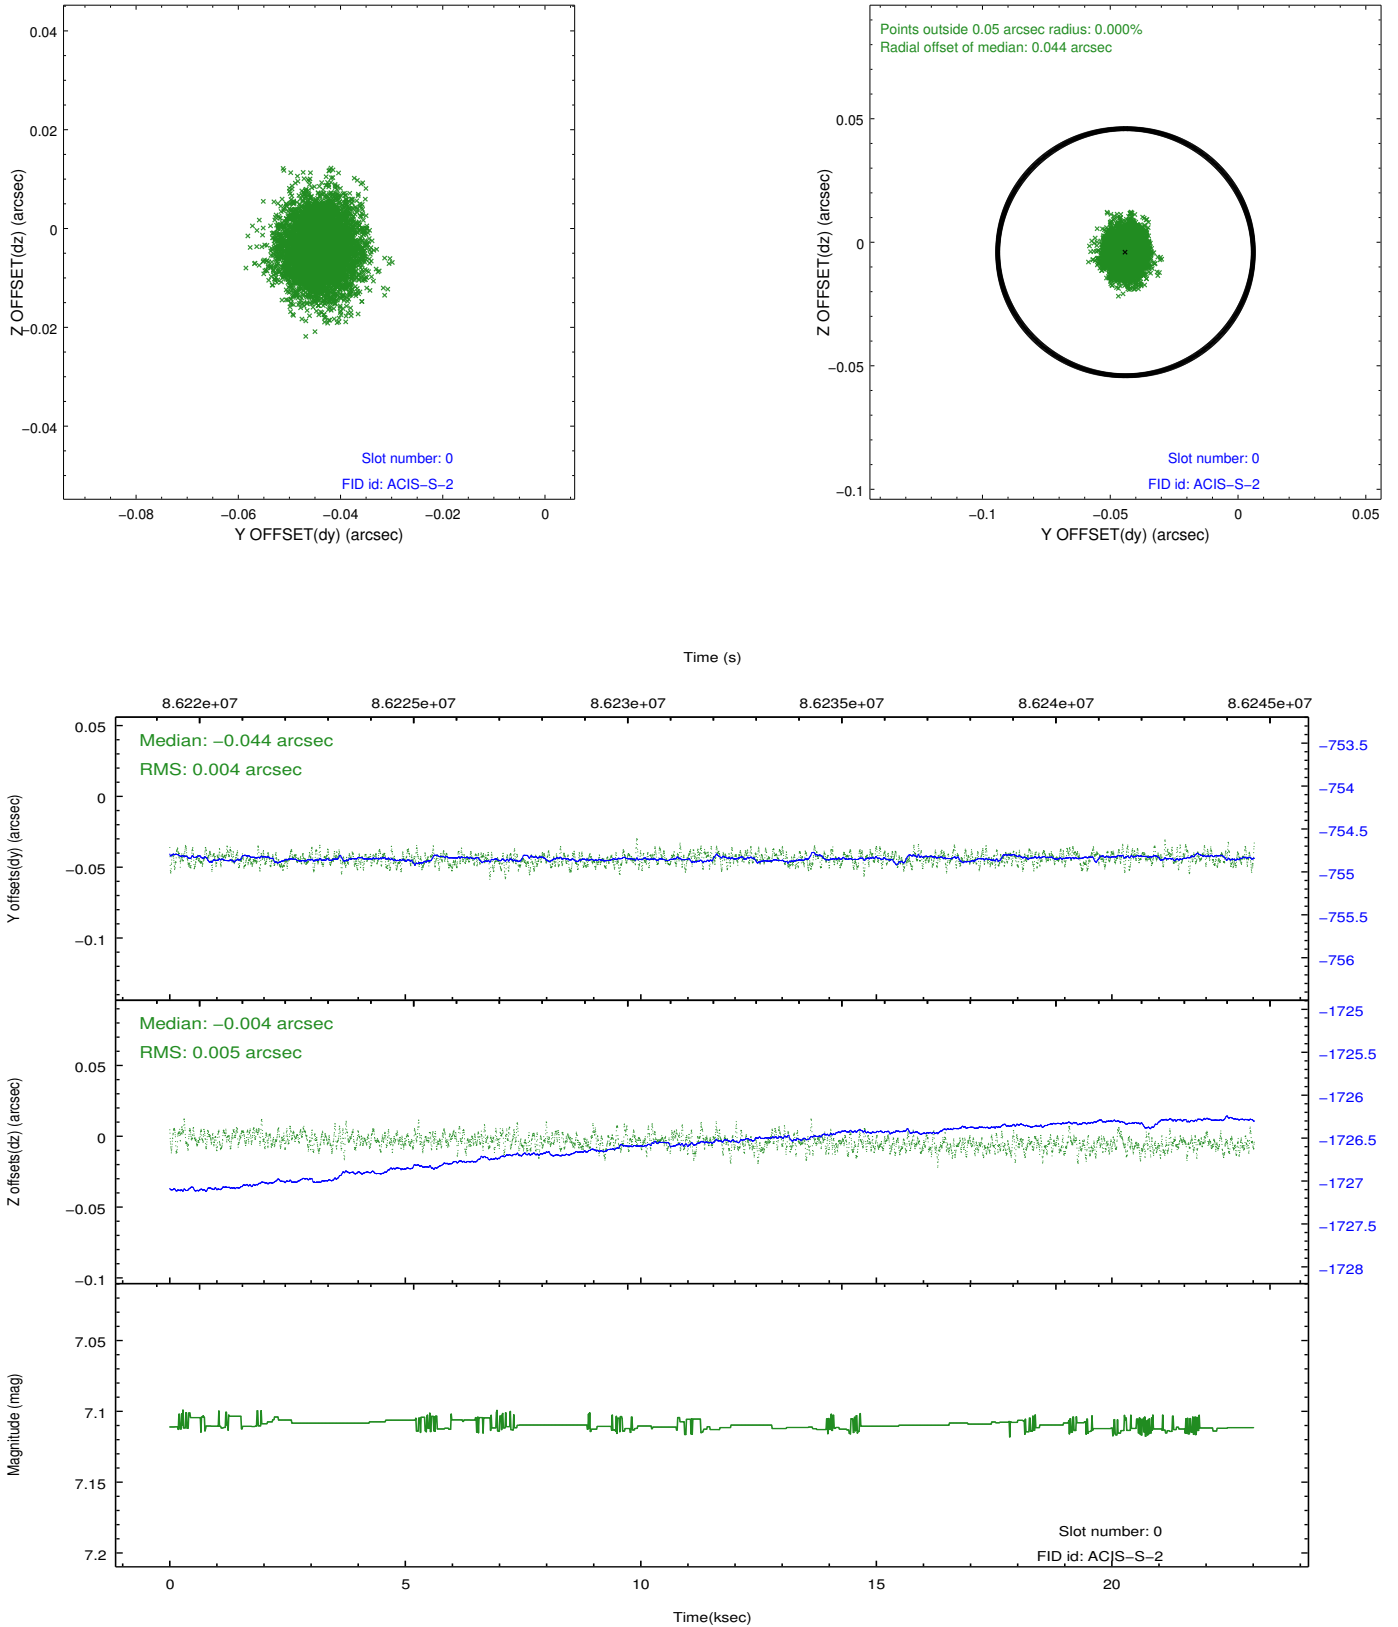 0.04
0.02
0
−0.02
−0.04
Z OFFSET(dz) (arcsec)
Slot number: 0
FID id: ACIS−S−2
−0.08
−0.06
−0.04
−0.02
0
Y OFFSET(dy) (arcsec)
Points outside 0.05 arcsec radius: 0.000%
Radial offset of median: 0.044 arcsec
0.05
0
−0.05
−0.1
Z OFFSET(dz) (arcsec)
Slot number: 0
FID id: ACIS−S−2
−0.1
−0.05
0
0.05
Y OFFSET(dy) (arcsec)
Time (s)
8.622e+07
8.6225e+07
8.623e+07
8.6235e+07
8.624e+07
8.6245e+07
Median: −0.044 arcsec
RMS: 0.004 arcsec
0.05
0
−0.05
−0.1
Y offsets(dy) (arcsec)
−753.5
−754
−754.5
−755
−755.5
−756
Median: −0.004 arcsec
RMS: 0.005 arcsec
0.05
0
−0.05
−0.1
Z offsets(dz) (arcsec)
−1725
−1725.5
−1726
−1726.5
−1727
−1727.5
−1728
7.05
7.1
7.15
7.2
Magnitude (mag)
Slot number: 0
FID id: ACIS−S−2
0
5
10
15
20
Time(ksec)